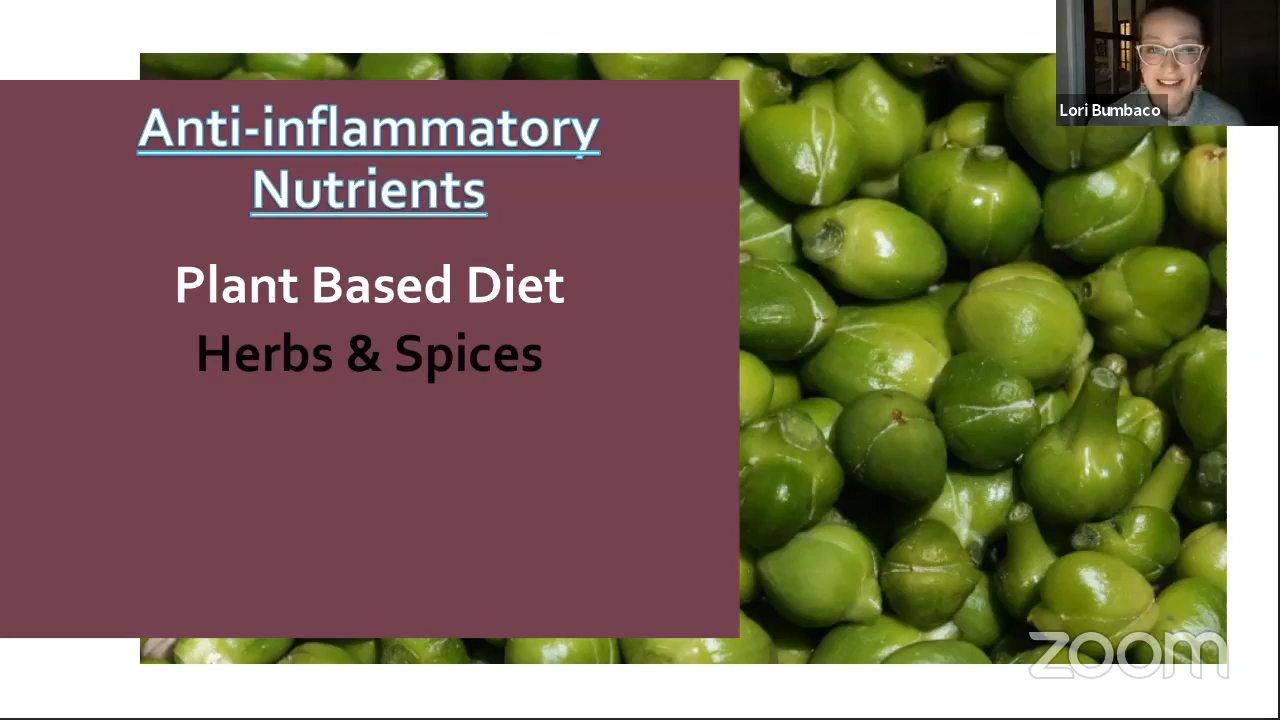 Lori Bumbaco
Anti-inflammatory
Nutrients
Plant Based Diet
Herbs & Spices
zoom